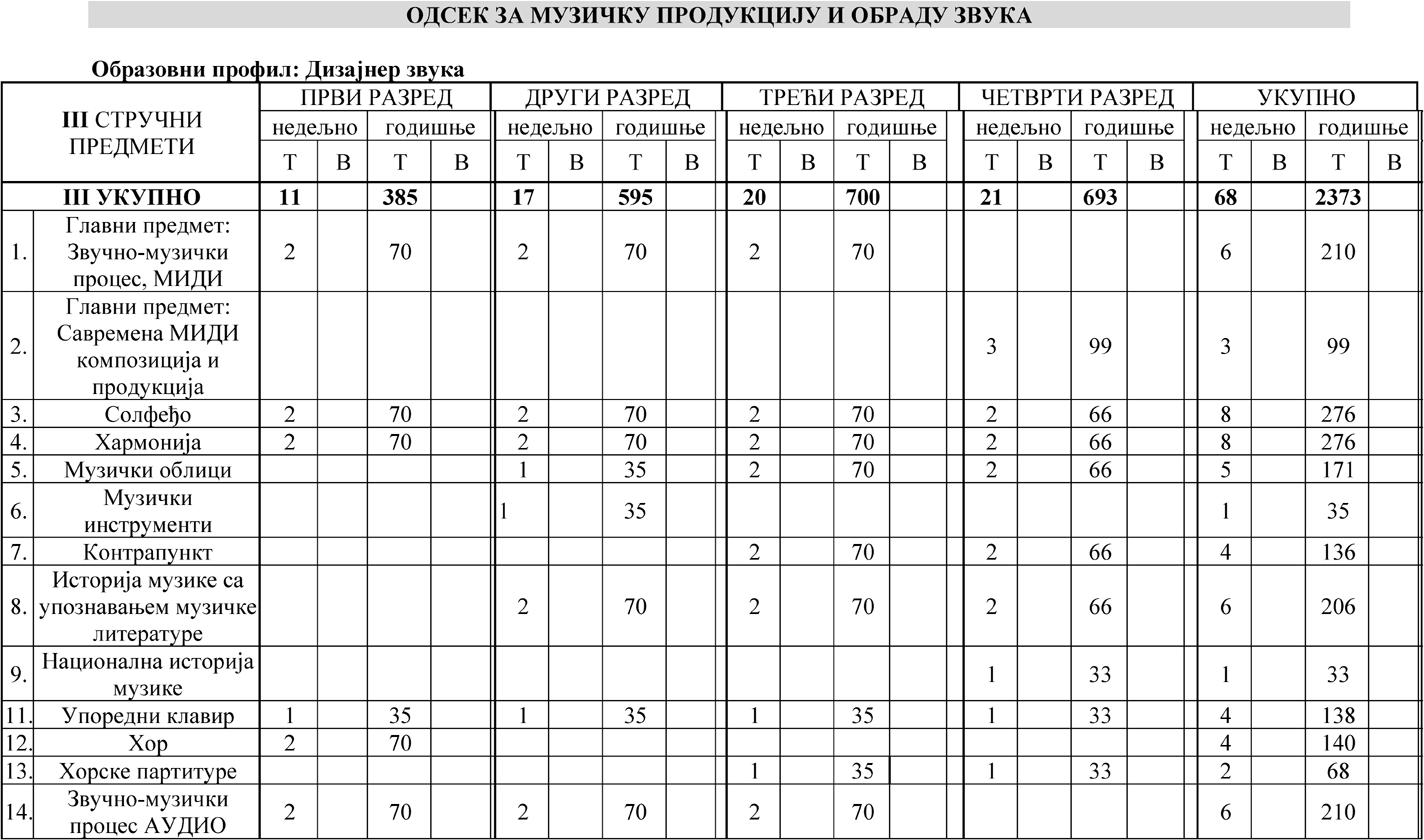 ОДСЕК ЗА МУЗИЧКУ ПРОДУКЦИЈУ И ОБРАДУ ЗВУКА
Образовни профил: Дизајнер звука
III СТРУЧНИ ПРЕДМЕТИ ПРВИ РАЗРЕД ДРУГИ РАЗРЕД ТРЕЋИ РАЗРЕД ЧЕТВРТИ РАЗРЕД УКУПНО
недељно годишње недељно годишње недељно годишње недељно годишње недељно годишње
Т В Т В Т В Т В Т В Т В Т В Т В Т В Т В
III УКУПНО 11 385 17 595 20 700 21 693 68 2373
1. Главни предмет: Звучно-музички процес, МИДИ 2 70 2 70 2 70 6 210
2. Главни предмет: Савремена МИДИ композиција и продукција 3 99 3 99
3. Солфеђо 2 70 2 70 2 70 2 66 8 276
4. Хармонија 2 70 2 70 2 70 2 66 8 276
5. Музички облици 1 35 2 70 2 66 5 171
6. Музички инструменти 1 35 1 35
7. Контрапункт 2 70 2 66 4 136
8. Историја музике са упознавањем музичке литературе 2 70 2 70 2 66 6 206
9. Национална историја музике 1 33 1 33
11. Упоредни клавир 1 35 1 35 1 35 1 33 4 138
12. Хор 2 70 4 140
13. Хорске партитуре 1 35 1 33 2 68
14. Звучно-музички процес АУДИО 2 70 2 70 2 70 6 210